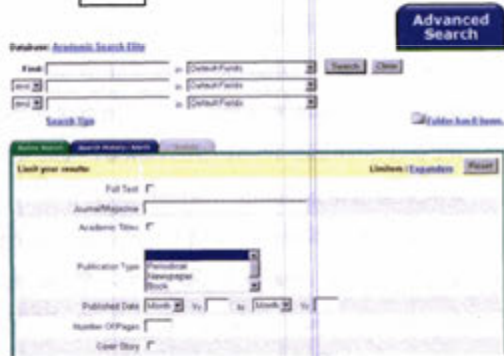 Advanced
Search
Database: Academic Search Elite
Find: in Default Fields Search Clear
and in Default Fields
and in Default Fields
Search Tips
Folder has 0 items.
Refine Search Search History/Alerts Results
Limit your results: Limiters / Expanders Reset
Full Text
Journal/Magazine
Academic Titles
Publication Type
Periodical
Newspaper
Book
Published Date Month Yr to Month Yr
Number Of Pages
Cover Story